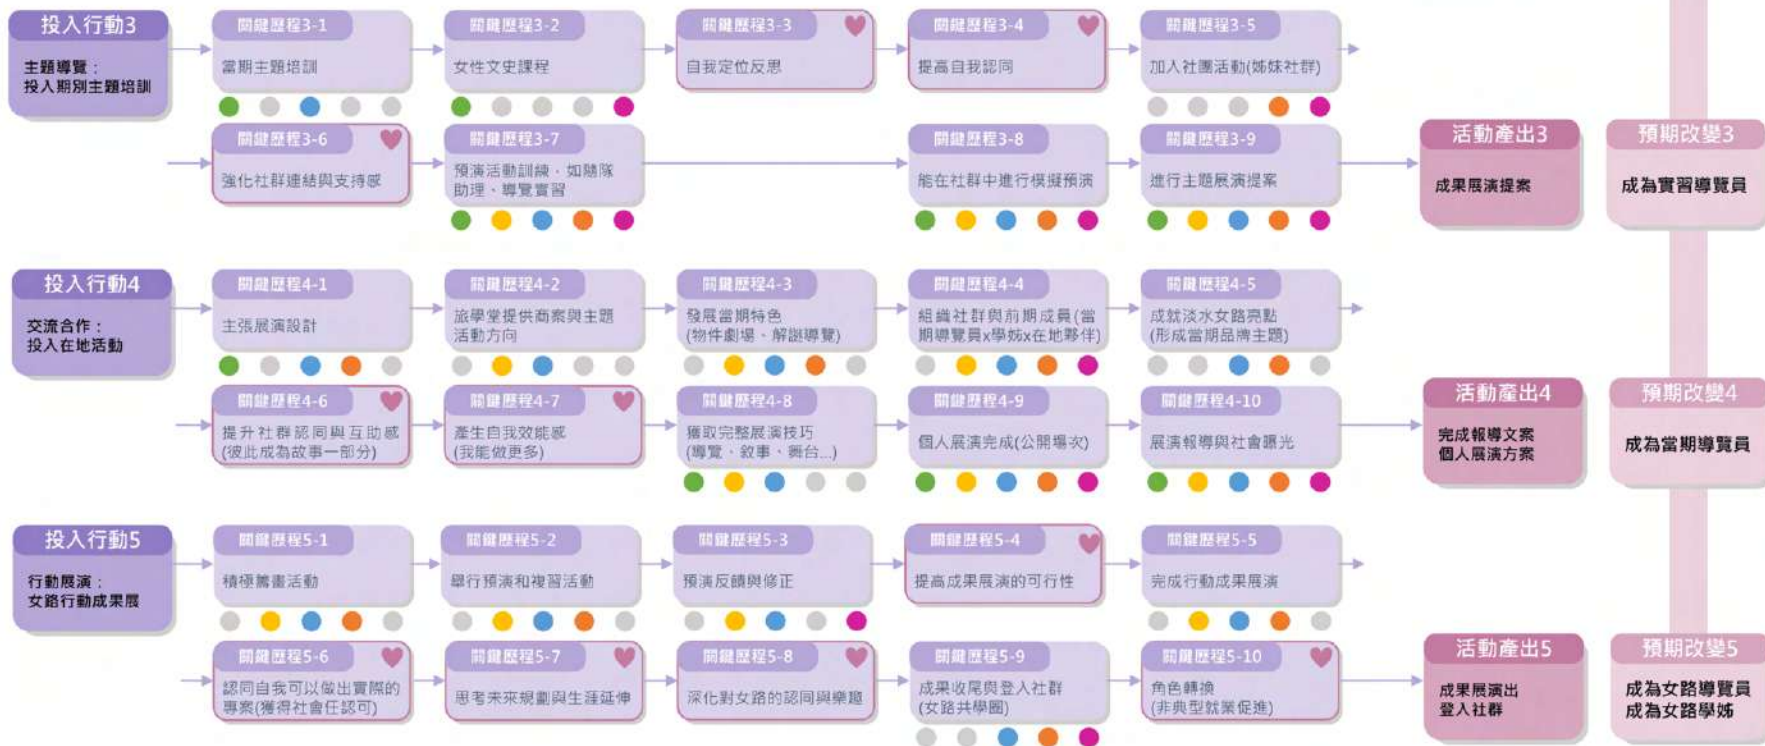 投入行動3
主題導覽：
投入期別主題培訓
關鍵歷程3-1
當期主題培訓
關鍵歷程3-2
女性文史課程
關鍵歷程3-3
自我定位反思
關鍵歷程3-4
提高自我認同
關鍵歷程3-5
加入社團活動(姊妹社群)
關鍵歷程3-6
強化社群連結與支持感
關鍵歷程3-7
預演活動訓練，如隨隊
助理、導覽實習
關鍵歷程3-8
能在社群中進行模擬預演
關鍵歷程3-9
進行主題展演提案
活動產出3
成果展演提案
預期改變3
成為實習導覽員
投入行動4
交流合作：
投入在地活動
關鍵歷程4-1
主張展演設計
關鍵歷程4-2
旅學堂提供商案與主題
活動方向
關鍵歷程4-3
發展當期特色
(物件劇場、解謎導覽)
關鍵歷程4-4
組織社群與前期成員(當
期導覽員x學姊x在地夥伴)
關鍵歷程4-5
成就淡水女路亮點
(形成當期品牌主題)
關鍵歷程4-6
提升社群認同與互助感
(彼此成為故事一部分)
關鍵歷程4-7
產生自我效能感
(我能做更多)
關鍵歷程4-8
獲取完整展演技巧
(導覽、敘事、舞台...)
關鍵歷程4-9
個人展演完成(公開場次)
關鍵歷程4-10
展演報導與社會曝光
活動產出4
完成報導文案
個人展演方案
預期改變4
成為當期導覽員
投入行動5
行動展演：
女路行動成果展
關鍵歷程5-1
積極籌畫活動
關鍵歷程5-2
舉行預演和複習活動
關鍵歷程5-3
預演反饋與修正
關鍵歷程5-4
提高成果展演的可行性
關鍵歷程5-5
完成行動成果展演
關鍵歷程5-6
認同自我可以做出實際的
專案(獲得社會任認可)
關鍵歷程5-7
思考未來規劃與生涯延伸
關鍵歷程5-8
深化對女路的認同與樂趣
關鍵歷程5-9
成果收尾與登入社群
(女路共學圈)
關鍵歷程5-10
角色轉換
(非典型就業促進)
活動產出5
成果展演出
登入社群
預期改變5
成為女路導覽員
成為女路學姊